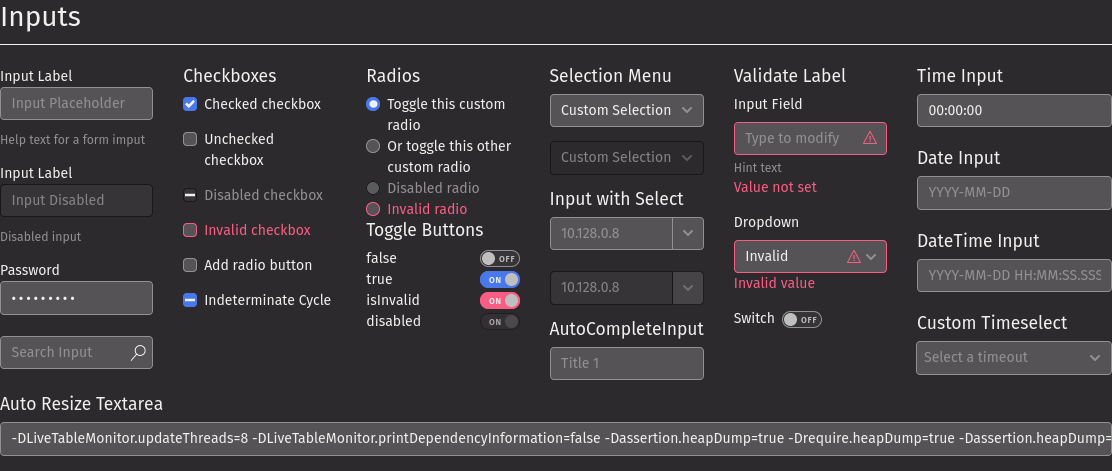 Inputs
Input Label
Input Placeholder
Help text for a form imput
Input Label
Input Disabled
Disabled input
Password
•••••••••
Search Input
Checkboxes
Checked checkbox
Unchecked
checkbox
Disabled checkbox
Invalid checkbox
Add radio button
Indeterminate Cycle
Radios
Toggle this custom
radio
Or toggle this other
custom radio
Disabled radio
Invalid radio
Toggle Buttons
false OFF
true ON
isInvalid ON
disabled ON
Selection Menu
Custom Selection
Custom Selection
Input with Select
10.128.0.8
10.128.0.8
AutoCompleteInput
Title 1
Validate Label
Input Field
Type to modify
Hint text
Value not set
Dropdown
Invalid
Invalid value
Switch OFF
Time Input
00:00:00
Date Input
YYYY-MM-DD
DateTime Input
YYYY-MM-DD HH:MM:SS.SSS
Custom Timeselect
Select a timeout
Auto Resize Textarea
-DLiveTableMonitor.updateThreads=8 -DLiveTableMonitor.printDependencyInformation=false -Dassertion.heapDump=true -Drequire.heapDump=true -Dassertion.heapDump=